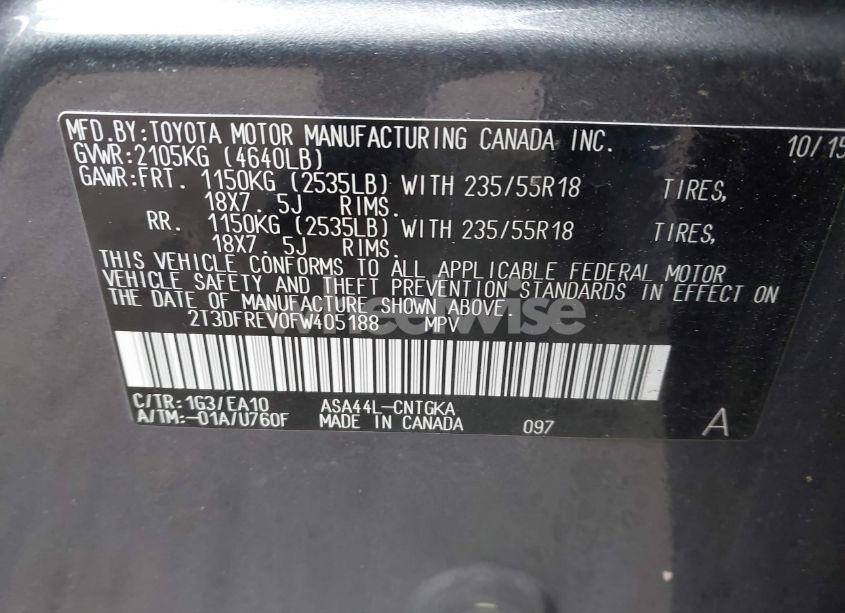 MFD.BY:TOYOTA MOTOR MANUFACTURING CANADA INC. 10/15
GVWR:2105KG (4640LB)
GAWR:FRT. 1150KG (2535LB) WITH 235/55R18 TIRES,
18X7.5J RIMS.
RR. 1150KG (2535LB) WITH 235/55R18 TIRES,
18X7.5J RIMS.
THIS VEHICLE CONFORMS TO ALL APPLICABLE FEDERAL MOTOR
VEHICLE SAFETY AND THEFT PREVENTION STANDARDS IN EFFECT ON
THE DATE OF MANUFACTURE SHOWN ABOVE.
wheelwise
2T3DFREV0FW405188 MPV
C/TR:1G3/EA10 ASA44L-CNTGKA
A/TM:-01A/U760F MADE IN CANADA 097 A